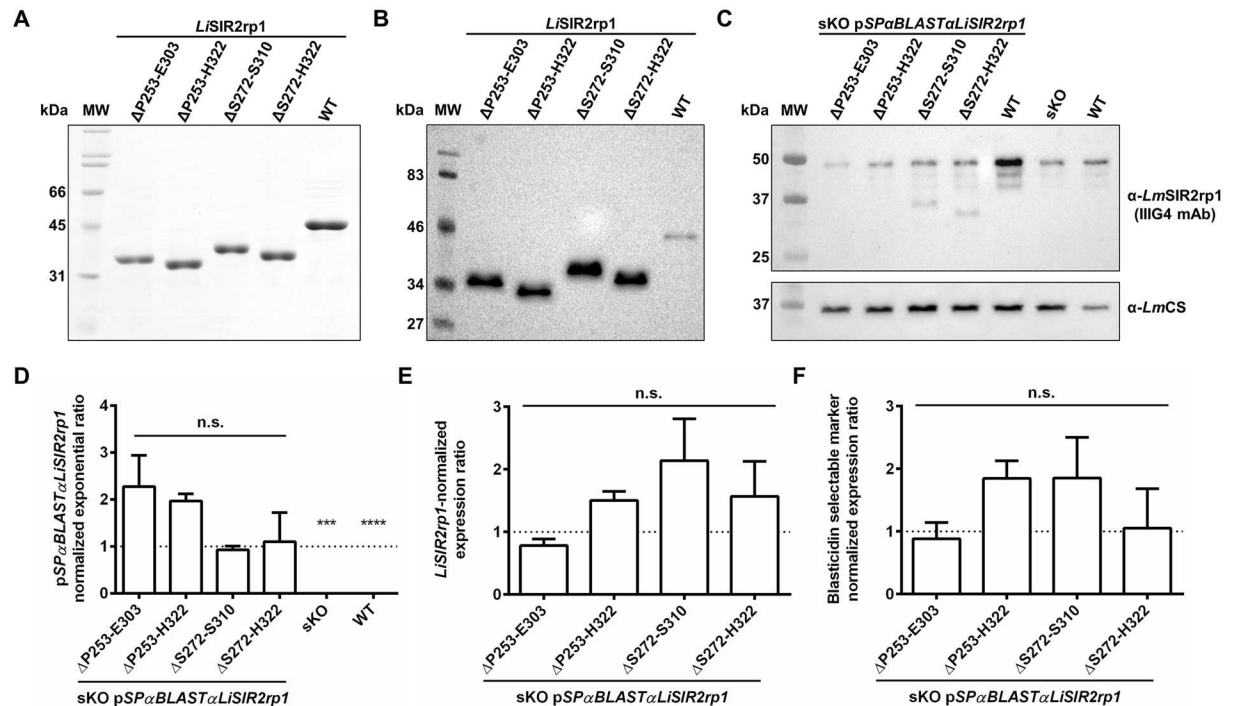 A
LiSIR2rp1
kDa MW ΔP253-E303 ΔP253-H322 ΔS272-S310 ΔS272-H322 WT
66
45
31
B
LiSIR2rp1
kDa MW ΔP253-E303 ΔP253-H322 ΔS272-S310 ΔS272-H322 WT
83
46
34
27
C
sKO pSPαBLASTαLiSIR2rp1
kDa MW ΔP253-E303 ΔP253-H322 ΔS272-S310 ΔS272-H322 WT sKO WT
50
37
25
α-LmSIR2rp1
(IIIG4 mAb)
37
α-LmCS
D
pSPαBLASTαLiSIR2rp1
normalized exponential ratio
4
3
2
1
0
n.s.
*** ****
ΔP253-E303 ΔP253-H322 ΔS272-S310 ΔS272-H322 sKO WT
sKO pSPαBLASTαLiSIR2rp1
E
LiSIR2rp1-normalized
expression ratio
3
2
1
0
n.s.
ΔP253-E303 ΔP253-H322 ΔS272-S310 ΔS272-H322
sKO pSPαBLASTαLiSIR2rp1
F
Blasticidin selectable marker
normalized expression ratio
3
2
1
0
n.s.
ΔP253-E303 ΔP253-H322 ΔS272-S310 ΔS272-H322
sKO pSPαBLASTαLiSIR2rp1